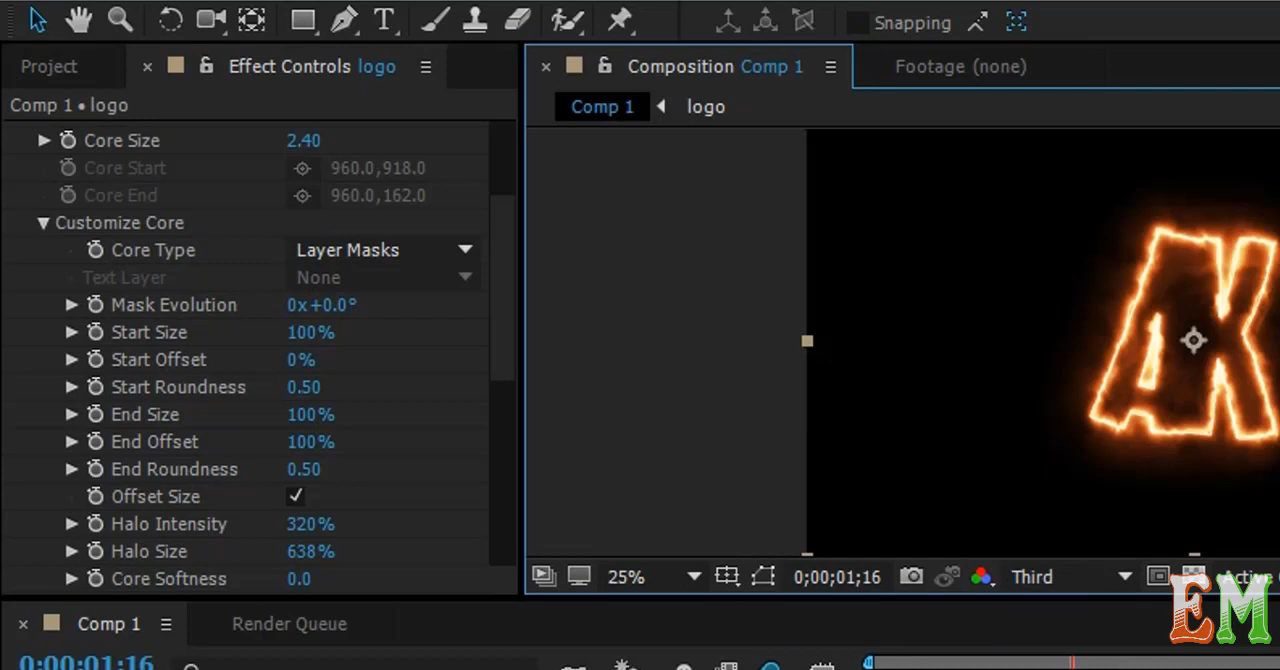 T Snapping
Project × Effect Controls logo Composition Comp 1 Footage (none)
Comp 1 • logo
Comp 1 logo
Core Size 2.40
Core Start 960.0,918.0
Core End 960.0,162.0
Customize Core
Core Type Layer Masks
Text Layer None
Mask Evolution 0x+0.0°
Start Size 100%
Start Offset 0%
Start Roundness 0.50
End Size 100%
End Offset 100%
End Roundness 0.50
Offset Size
Halo Intensity 320%
Halo Size 638%
Core Softness 0.0
AK
25% 0;00;01;16 Third Active
EM
Comp 1 Render Queue
0:00:01:16